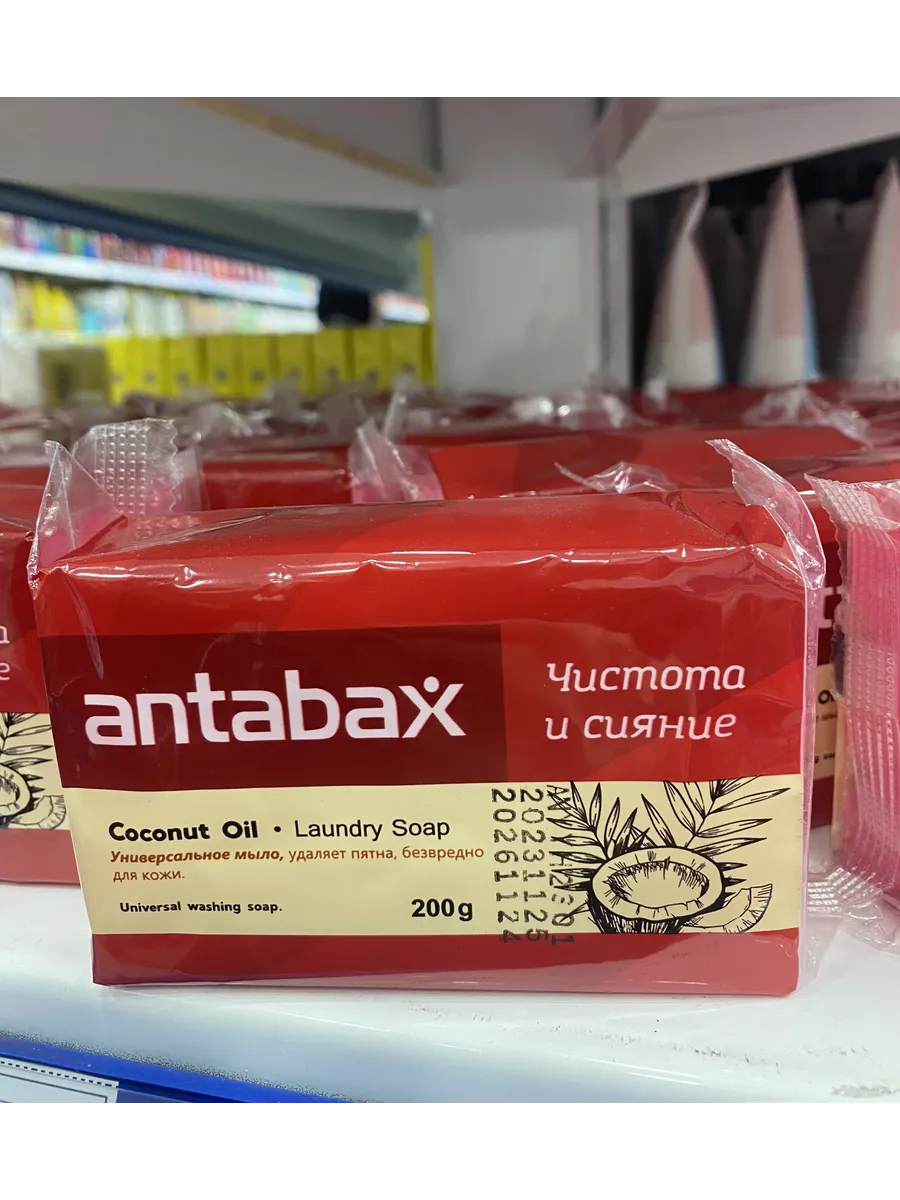 antabax
Чистота
и сияние
Coconut Oil • Laundry Soap
Универсальное мыло, удаляет пятна, безвредно
для кожи.
Universal washing soap.
200g
20231125
20261124